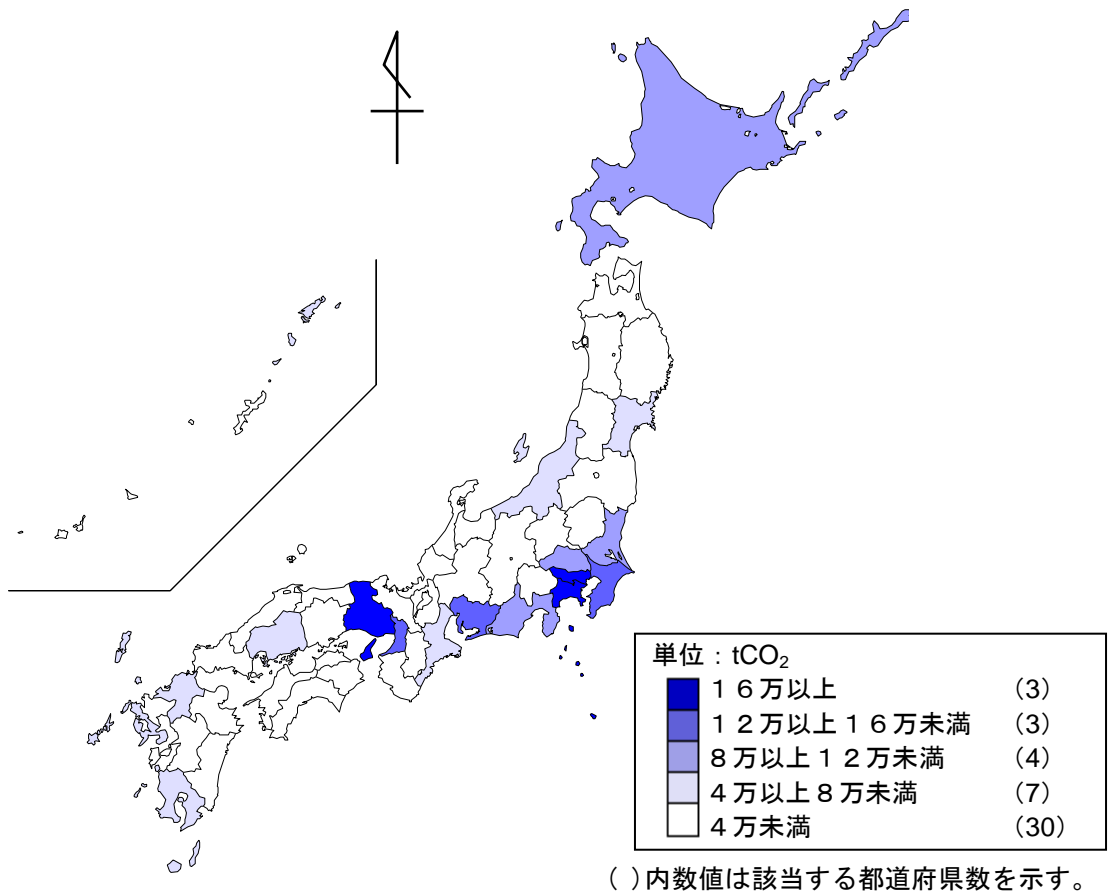 単位：tCO₂
１６万以上 （3）
１２万以上１６万未満 （3）
８万以上１２万未満 （4）
４万以上８万未満 （7）
４万未満 （30）
( )内数値は該当する都道府県数を示す。